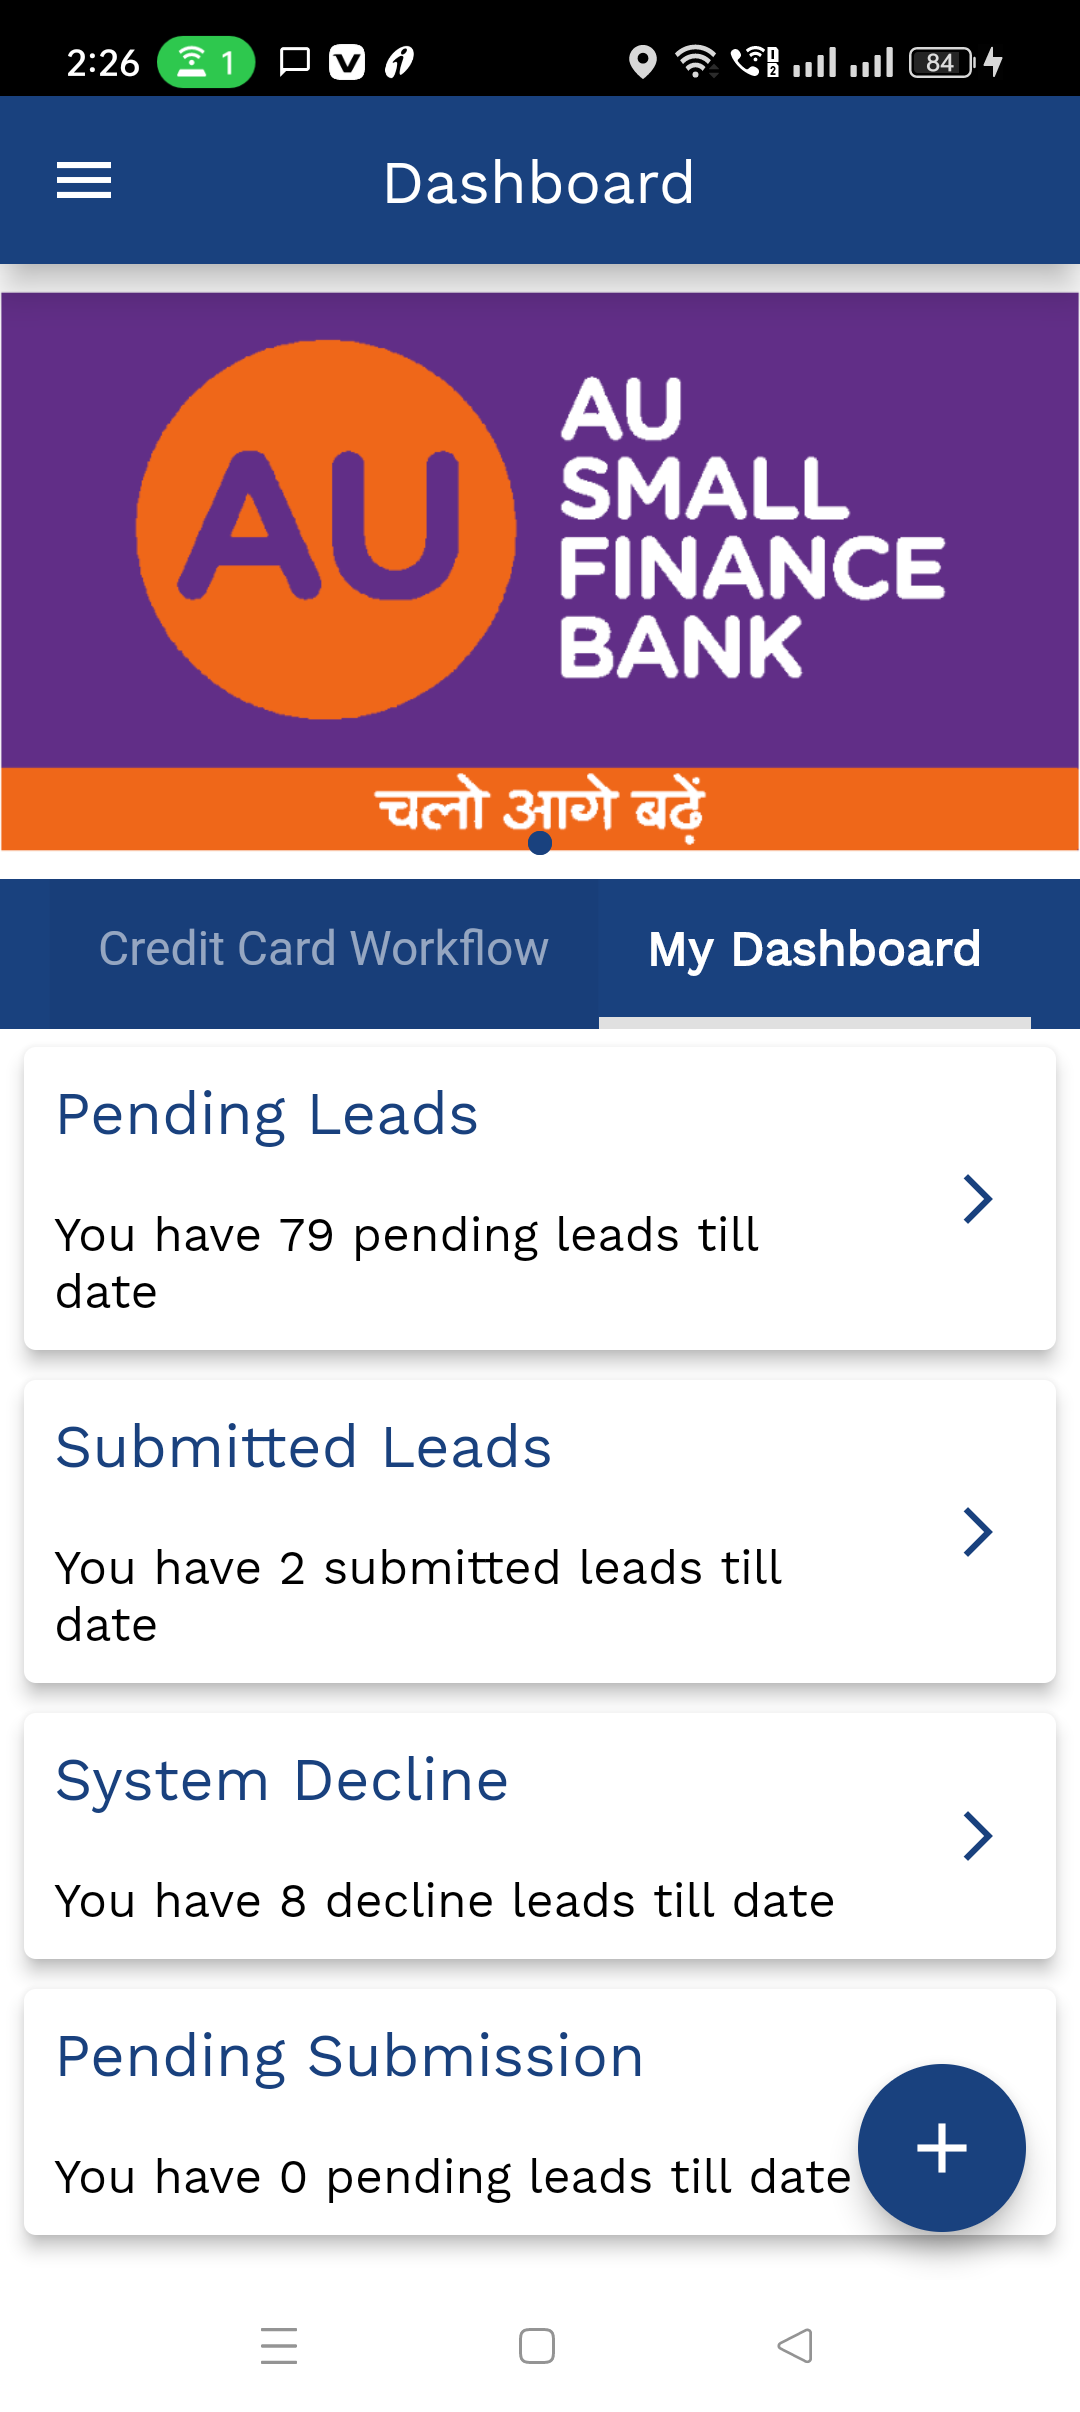 2:26
1
84
Dashboard
AU
AU
SMALL
FINANCE
BANK
चलो आगे बढ़ें
Credit Card Workflow
My Dashboard
Pending Leads
You have 79 pending leads till
date
Submitted Leads
You have 2 submitted leads till
date
System Decline
You have 8 decline leads till date
Pending Submission
You have 0 pending leads till date